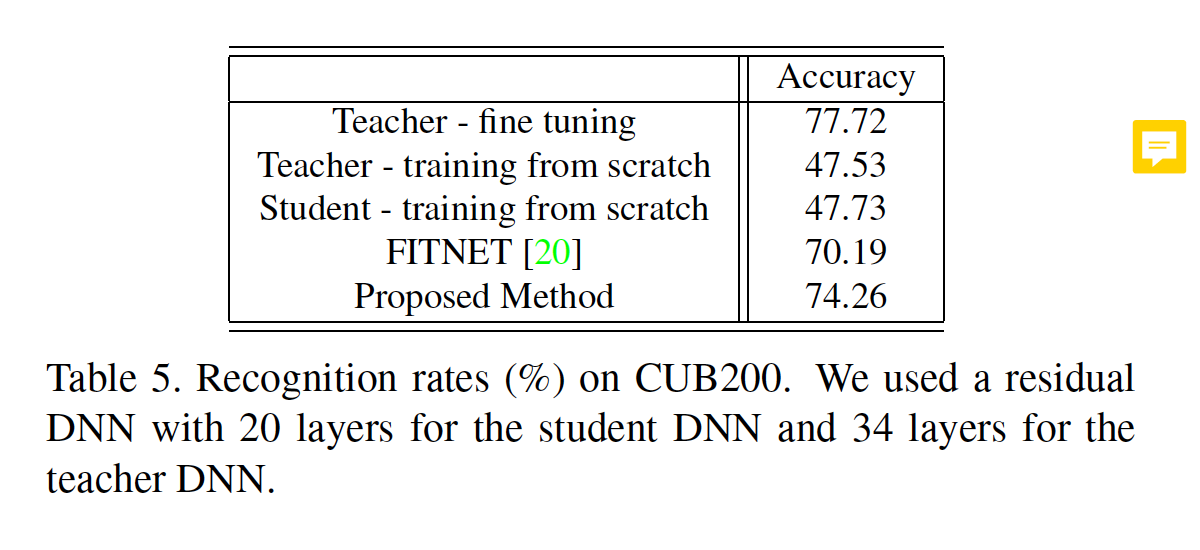 Accuracy
Teacher - fine tuning 77.72
Teacher - training from scratch 47.53
Student - training from scratch 47.73
FITNET [20] 70.19
Proposed Method 74.26
Table 5. Recognition rates (%) on CUB200. We used a residual
DNN with 20 layers for the student DNN and 34 layers for the
teacher DNN.